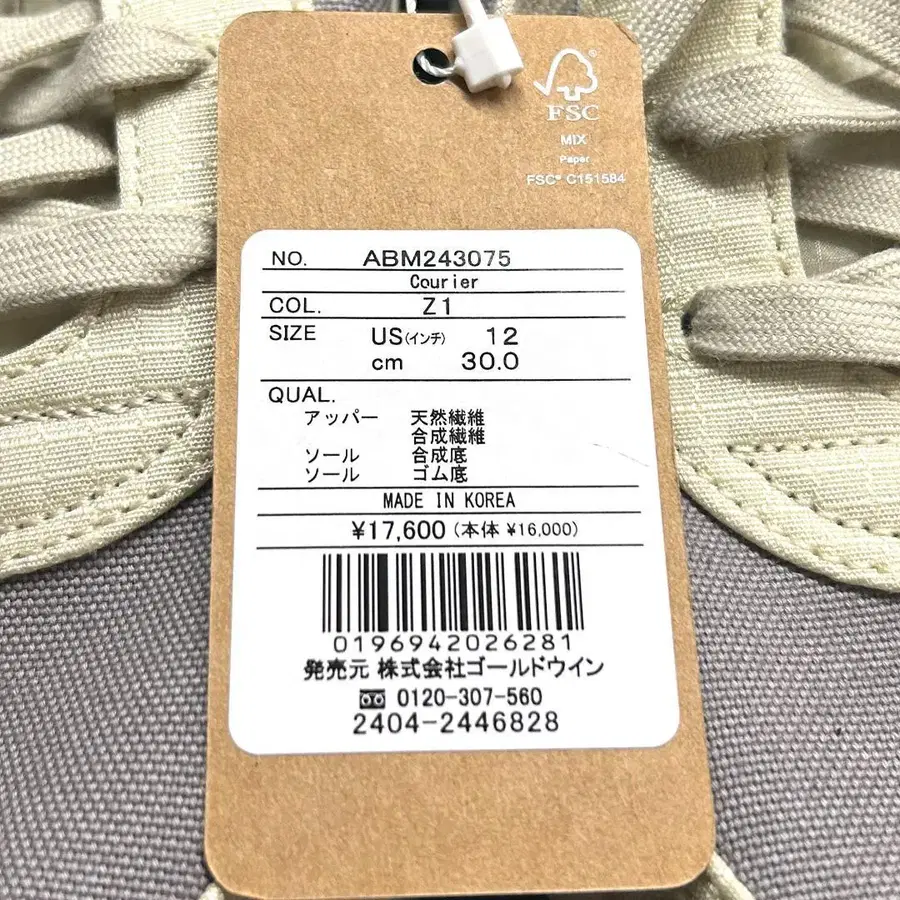 FSC
MIX
Paper
FSC® C151584
NO. ABM243075
Courier
COL. Z1
SIZE US(インチ) 12
cm 30.0
QUAL.
アッパー 天然繊維
合成繊維
ソール 合成底
ソール ゴム底
MADE IN KOREA
¥17,600 (本体 ¥16,000)
0196942026281
発売元 株式会社ゴールドウイン
0120-307-560
2404-2446828